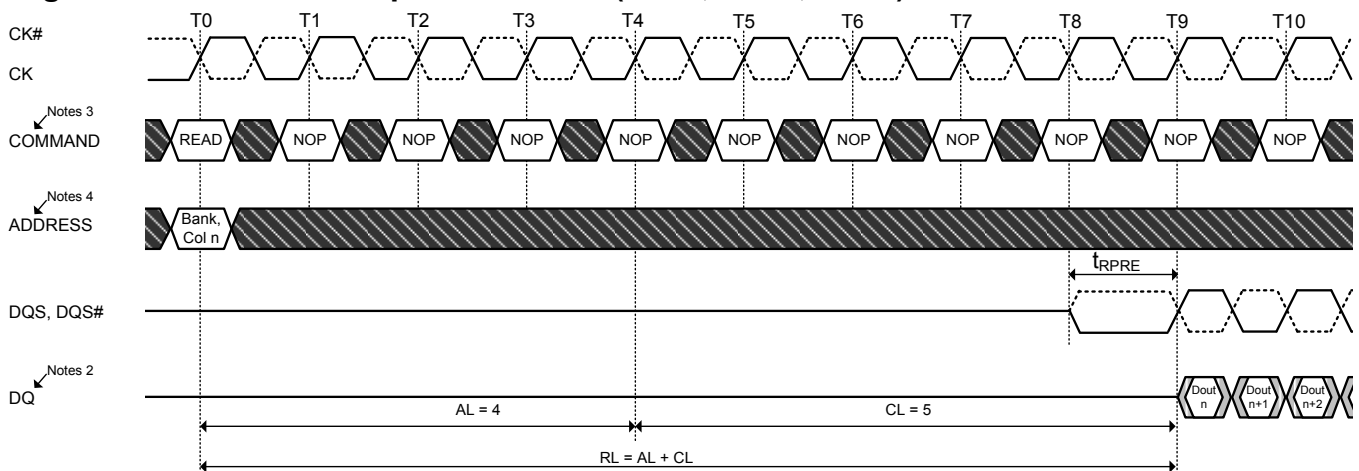 T0 T1 T2 T3 T4 T5 T6 T7 T8 T9 T10
CK#
CK
Notes 3
COMMAND
READ NOP NOP NOP NOP NOP NOP NOP NOP NOP NOP
Notes 4
ADDRESS
Bank,
Col n
tRPRE
DQS, DQS#
Notes 2
DQ
Dout
n
Dout
n+1
Dout
n+2
AL = 4
CL = 5
RL = AL + CL